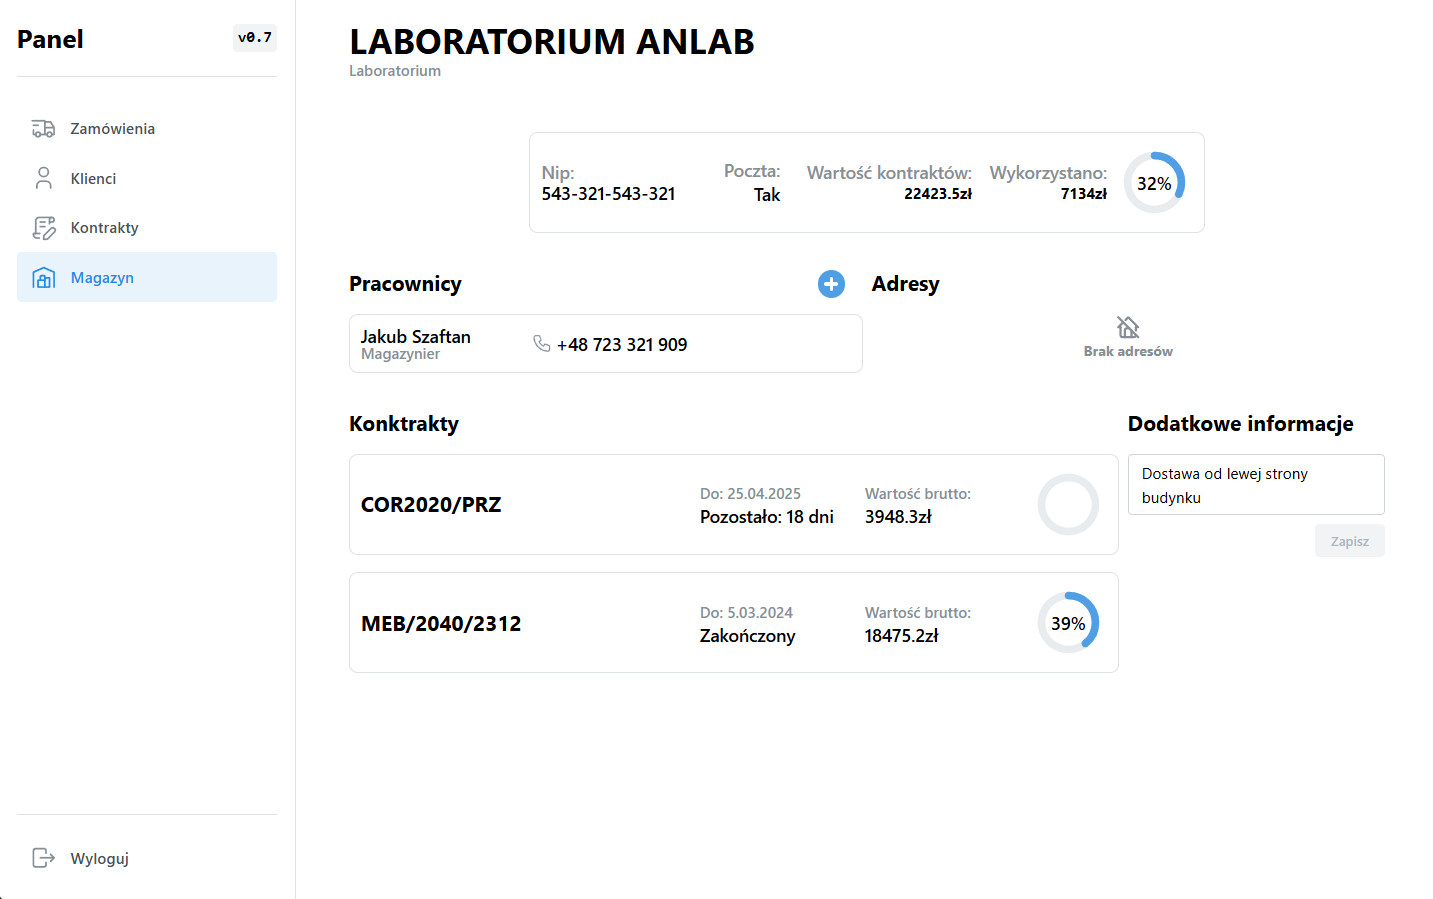 Panel
v0.7
Zamówienia
Klienci
Kontrakty
Magazyn
Wyloguj
LABORATORIUM ANLAB
Laboratorium
Nip:
543-321-543-321
Poczta:
Tak
Wartość kontraktów:
22423.5zł
Wykorzystano:
7134zł
32%
Pracownicy
Jakub Szaftan
Magazynier
+48 723 321 909
Adresy
Brak adresów
Konktrakty
COR2020/PRZ
Do: 25.04.2025
Pozostało: 18 dni
Wartość brutto:
3948.3zł
MEB/2040/2312
Do: 5.03.2024
Zakończony
Wartość brutto:
18475.2zł
39%
Dodatkowe informacje
Dostawa od lewej strony
budynku
Zapisz